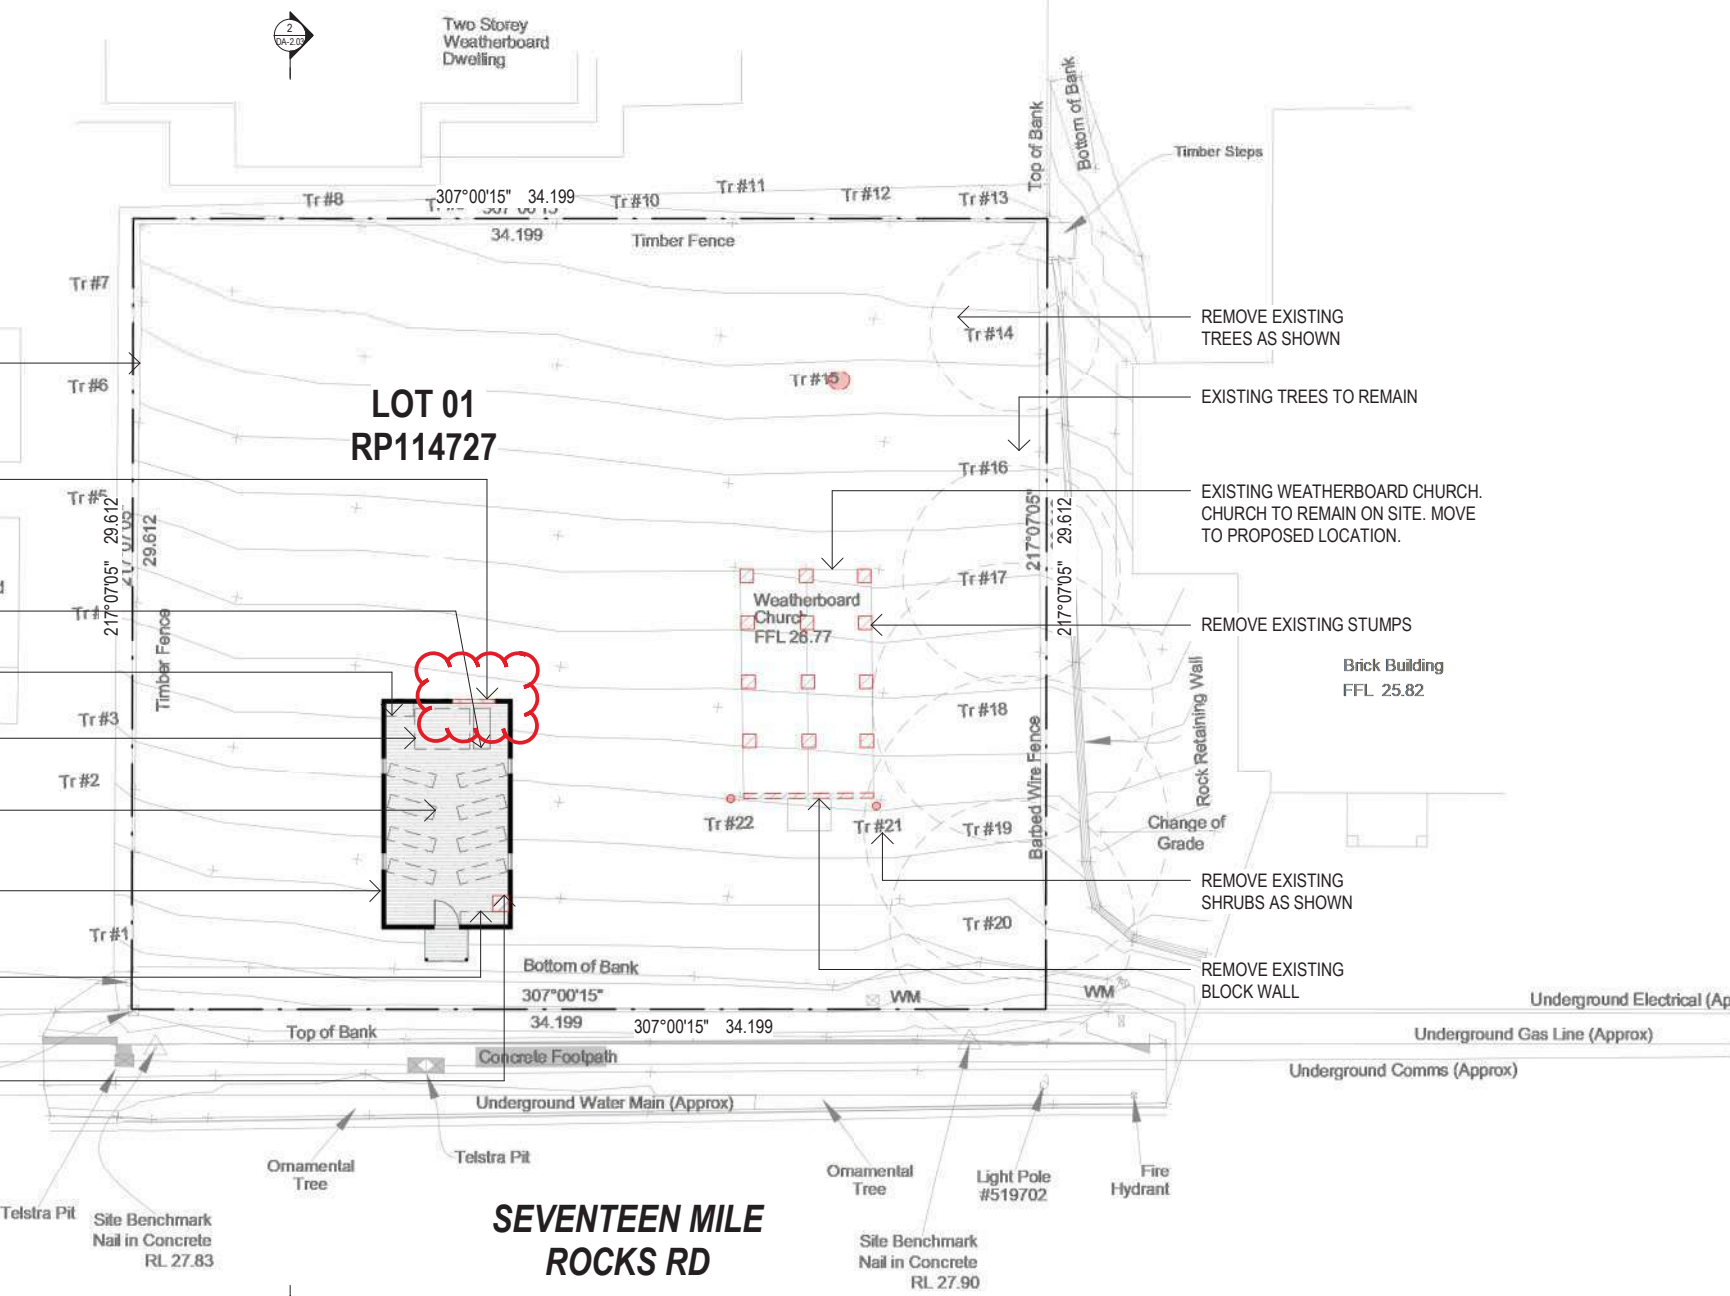 2
DA-2.03
Two Storey
Weatherboard
Dwelling
Top of Bank
Bottom of Bank
Timber Steps
Tr #8
307°00'15" 34.199
Tr #10
Tr #11
Tr #12
Tr #13
34.199
Timber Fence
Tr #7
REMOVE EXISTING
TREES AS SHOWN
Tr #14
Tr #6
Tr #15
EXISTING TREES TO REMAIN
LOT 01
RP114727
Tr #16
Tr #5
EXISTING WEATHERBOARD CHURCH.
CHURCH TO REMAIN ON SITE. MOVE
TO PROPOSED LOCATION.
217°07'05" 29.612
217°07'05"
29.612
217°07'05"
217°07'05" 29.612
Tr #17
Weatherboard
Church
FFL 26.77
Timber Fence
REMOVE EXISTING STUMPS
Brick Building
FFL 25.82
Rock Retaining Wall
Tr #3
Tr #18
Barbed Wire Fence
Tr #2
Tr #22
Tr #21
Tr #19
Change of
Grade
REMOVE EXISTING
SHRUBS AS SHOWN
Tr #1
Tr #20
Bottom of Bank
REMOVE EXISTING
BLOCK WALL
307°00'15"
WM
WM
Underground Electrical (Ap
34.199
307°00'15" 34.199
Top of Bank
Underground Gas Line (Approx)
Concrete Footpath
Underground Comms (Approx)
Underground Water Main (Approx)
Telstra Pit
Ornamental
Tree
Ornamental
Tree
Light Pole
#519702
Fire
Hydrant
Telstra Pit
Site Benchmark
Nail in Concrete
RL 27.83
SEVENTEEN MILE
ROCKS RD
Site Benchmark
Nail in Concrete
RL 27.90